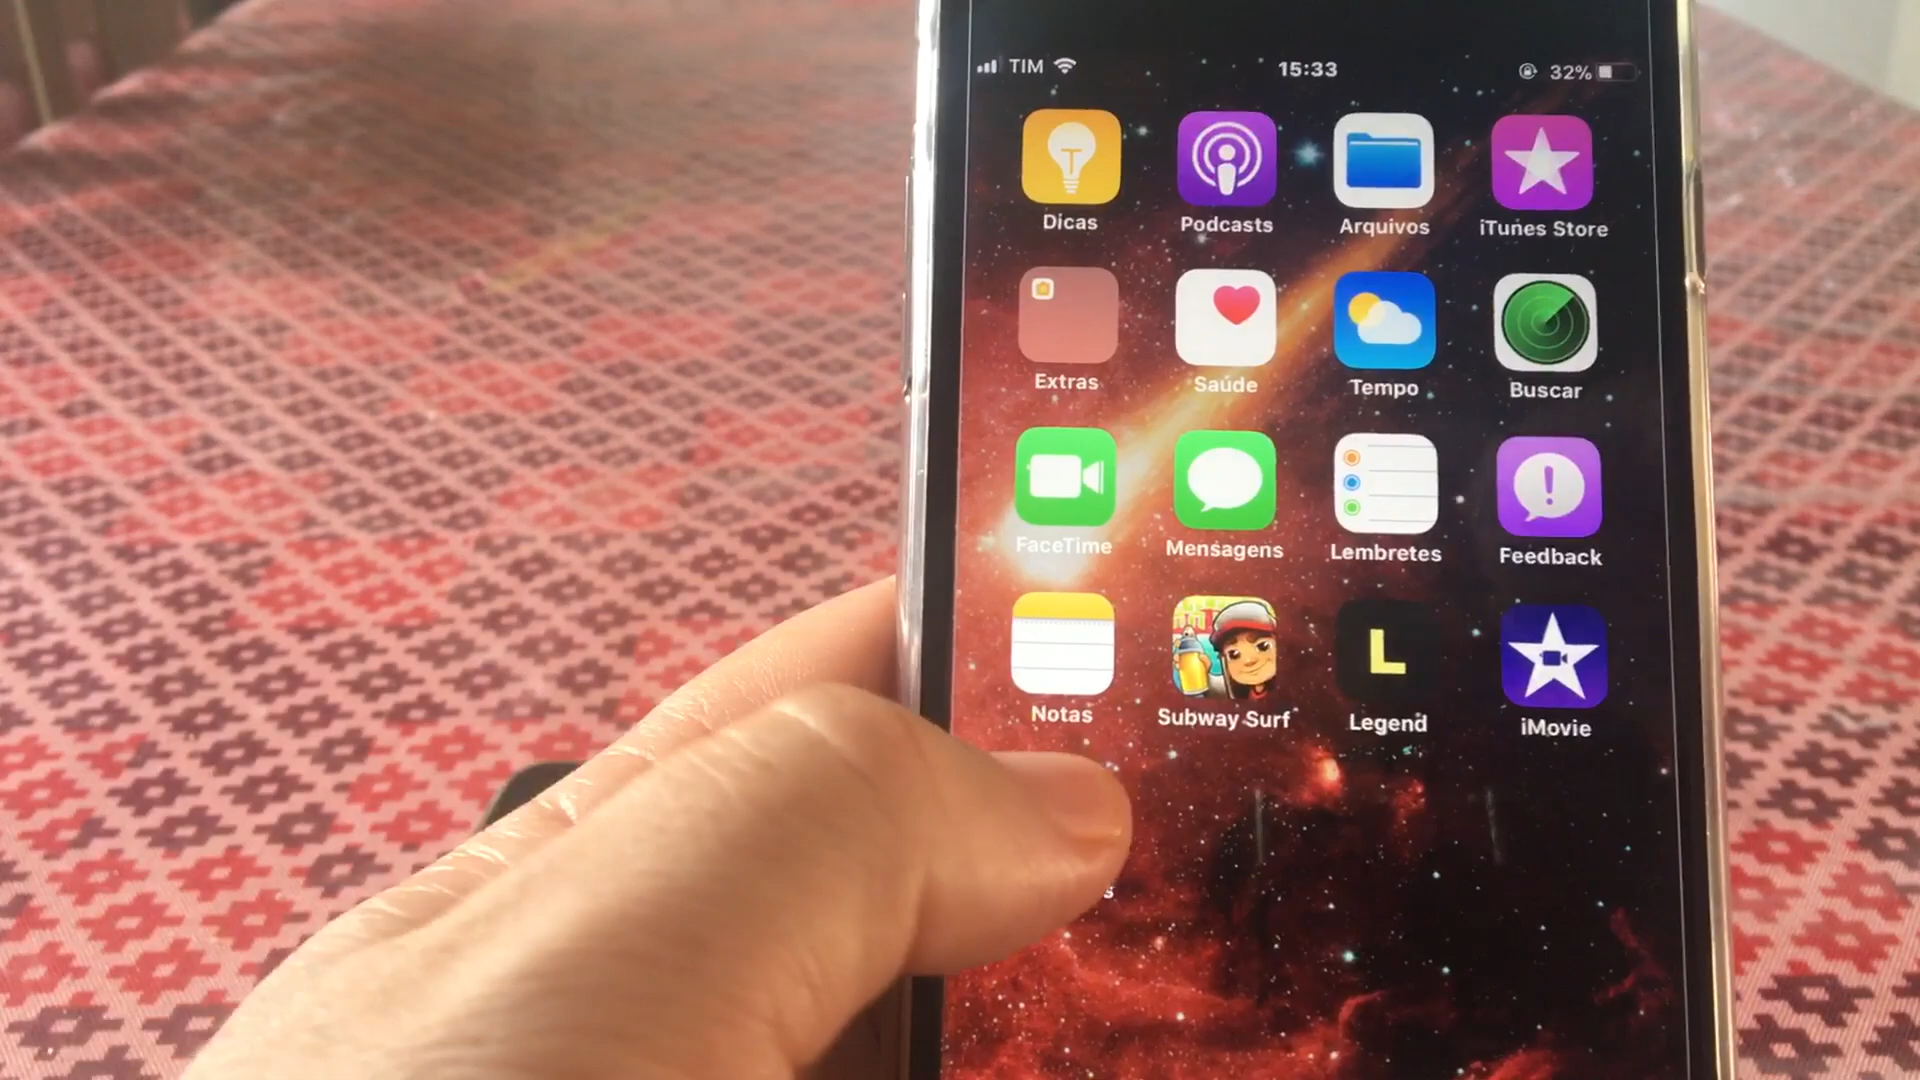 TIM 15:33 32%
Dicas Podcasts Arquivos iTunes Store
Extras Saúde Tempo Buscar
FaceTime Mensagens Lembretes Feedback
L
Notas Subway Surf Legend iMovie
s